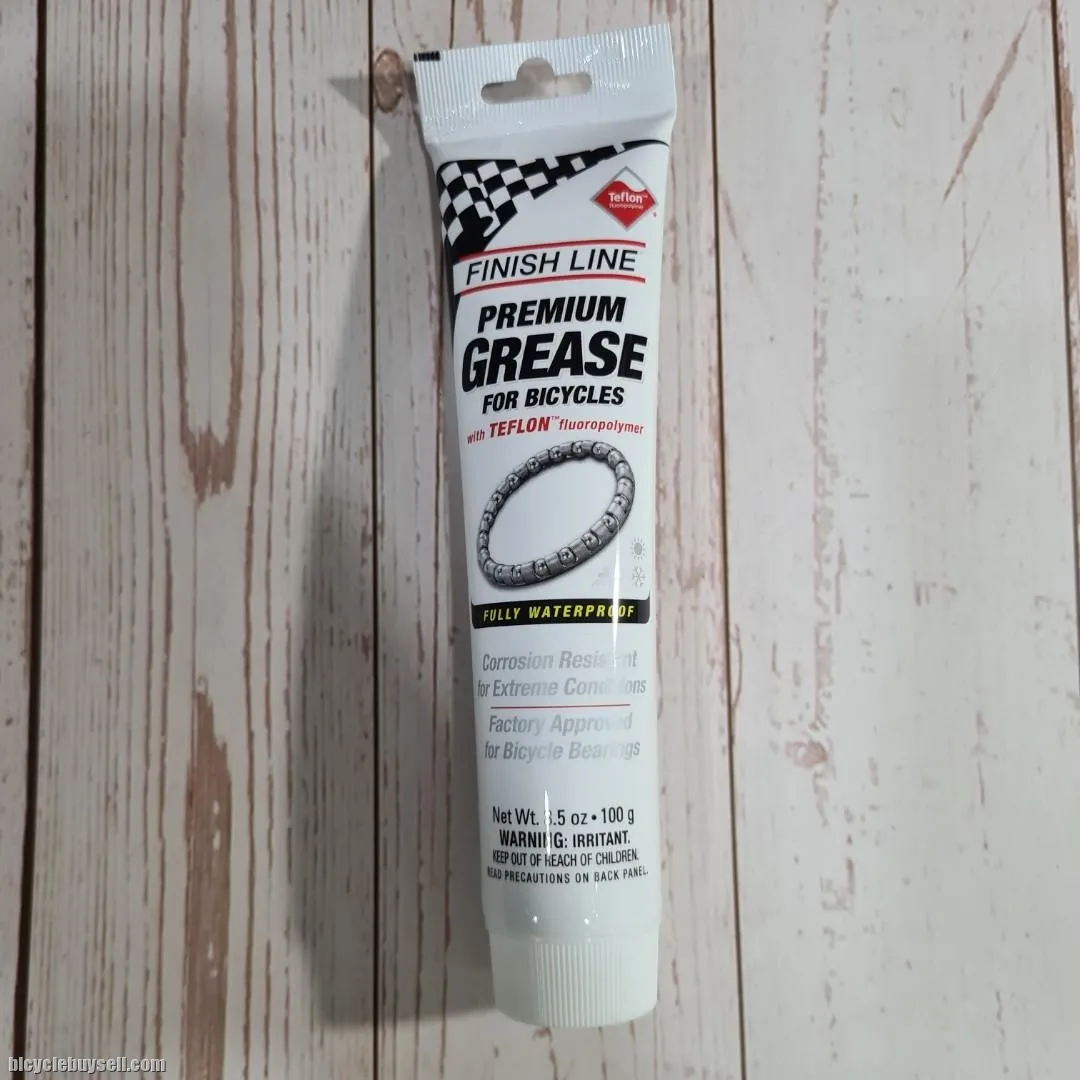 Teflon™
fluoropolymer
FINISH LINE
PREMIUM
GREASE
FOR BICYCLES
with TEFLON™ fluoropolymer
FULLY WATERPROOF
Corrosion Resistant
for Extreme Conditions
Factory Approved
for Bicycle Bearings
Net Wt. 3.5 oz • 100 g
WARNING: IRRITANT.
KEEP OUT OF REACH OF CHILDREN.
READ PRECAUTIONS ON BACK PANEL.
bicyclebuysell.com